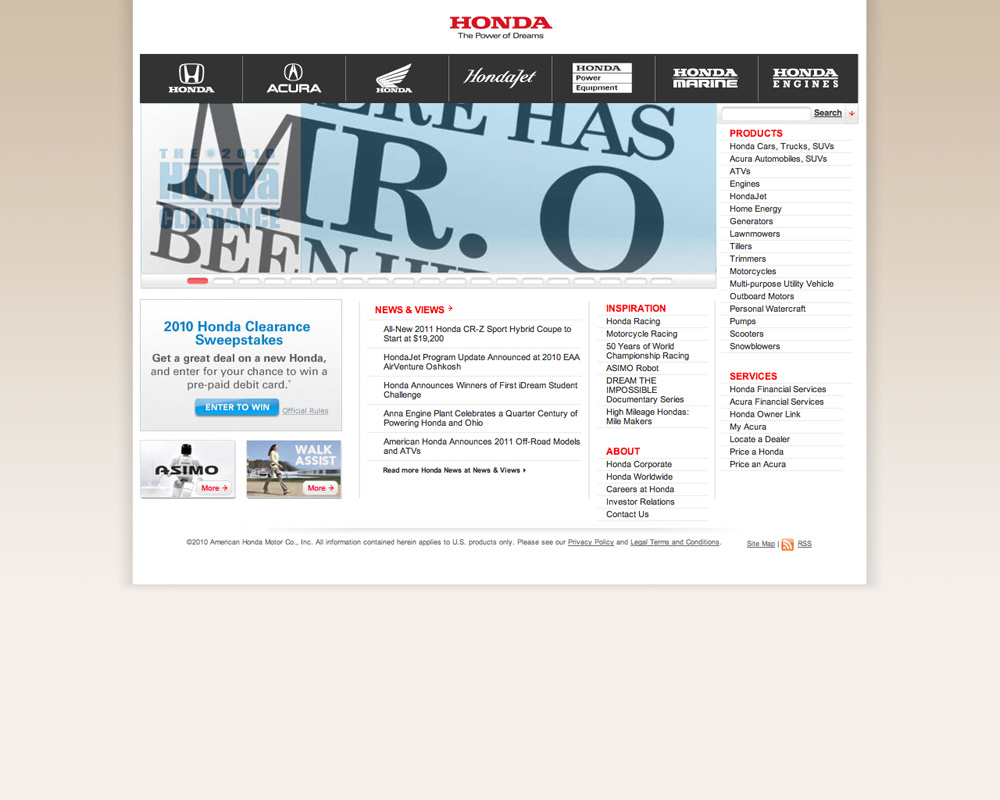 HONDA
The Power of Dreams
HONDA
ACURA
HONDA
HondaJet
HONDA
Power
Equipment
HONDA
MARINE
HONDA
ENGINES
HERE HAS
MR. O
BEEN
THE 2010
Honda
CLEARANCE
Search
PRODUCTS
Honda Cars, Trucks, SUVs
Acura Automobiles, SUVs
ATVs
Engines
HondaJet
Home Energy
Generators
Lawnmowers
Tillers
Trimmers
Motorcycles
Multi-purpose Utility Vehicle
Outboard Motors
Personal Watercraft
Pumps
Scooters
Snowblowers
SERVICES
Honda Financial Services
Acura Financial Services
Honda Owner Link
My Acura
Locate a Dealer
Price a Honda
Price an Acura
2010 Honda Clearance
Sweepstakes
Get a great deal on a new Honda,
and enter for your chance to win a
pre-paid debit card.*
ENTER TO WIN
Official Rules
ASIMO
More
WALK
ASSIST
More
NEWS & VIEWS
All-New 2011 Honda CR-Z Sport Hybrid Coupe to
Start at $19,200
HondaJet Program Update Announced at 2010 EAA
AirVenture Oshkosh
Honda Announces Winners of First iDream Student
Challenge
Anna Engine Plant Celebrates a Quarter Century of
Powering Honda and Ohio
American Honda Announces 2011 Off-Road Models
and ATVs
Read more Honda News at News & Views
INSPIRATION
Honda Racing
Motorcycle Racing
50 Years of World
Championship Racing
ASIMO Robot
DREAM THE
IMPOSSIBLE
Documentary Series
High Mileage Hondas:
Mile Makers
ABOUT
Honda Corporate
Honda Worldwide
Careers at Honda
Investor Relations
Contact Us
©2010 American Honda Motor Co., Inc. All information contained herein applies to U.S. products only. Please see our Privacy Policy and Legal Terms and Conditions.
Site Map | RSS